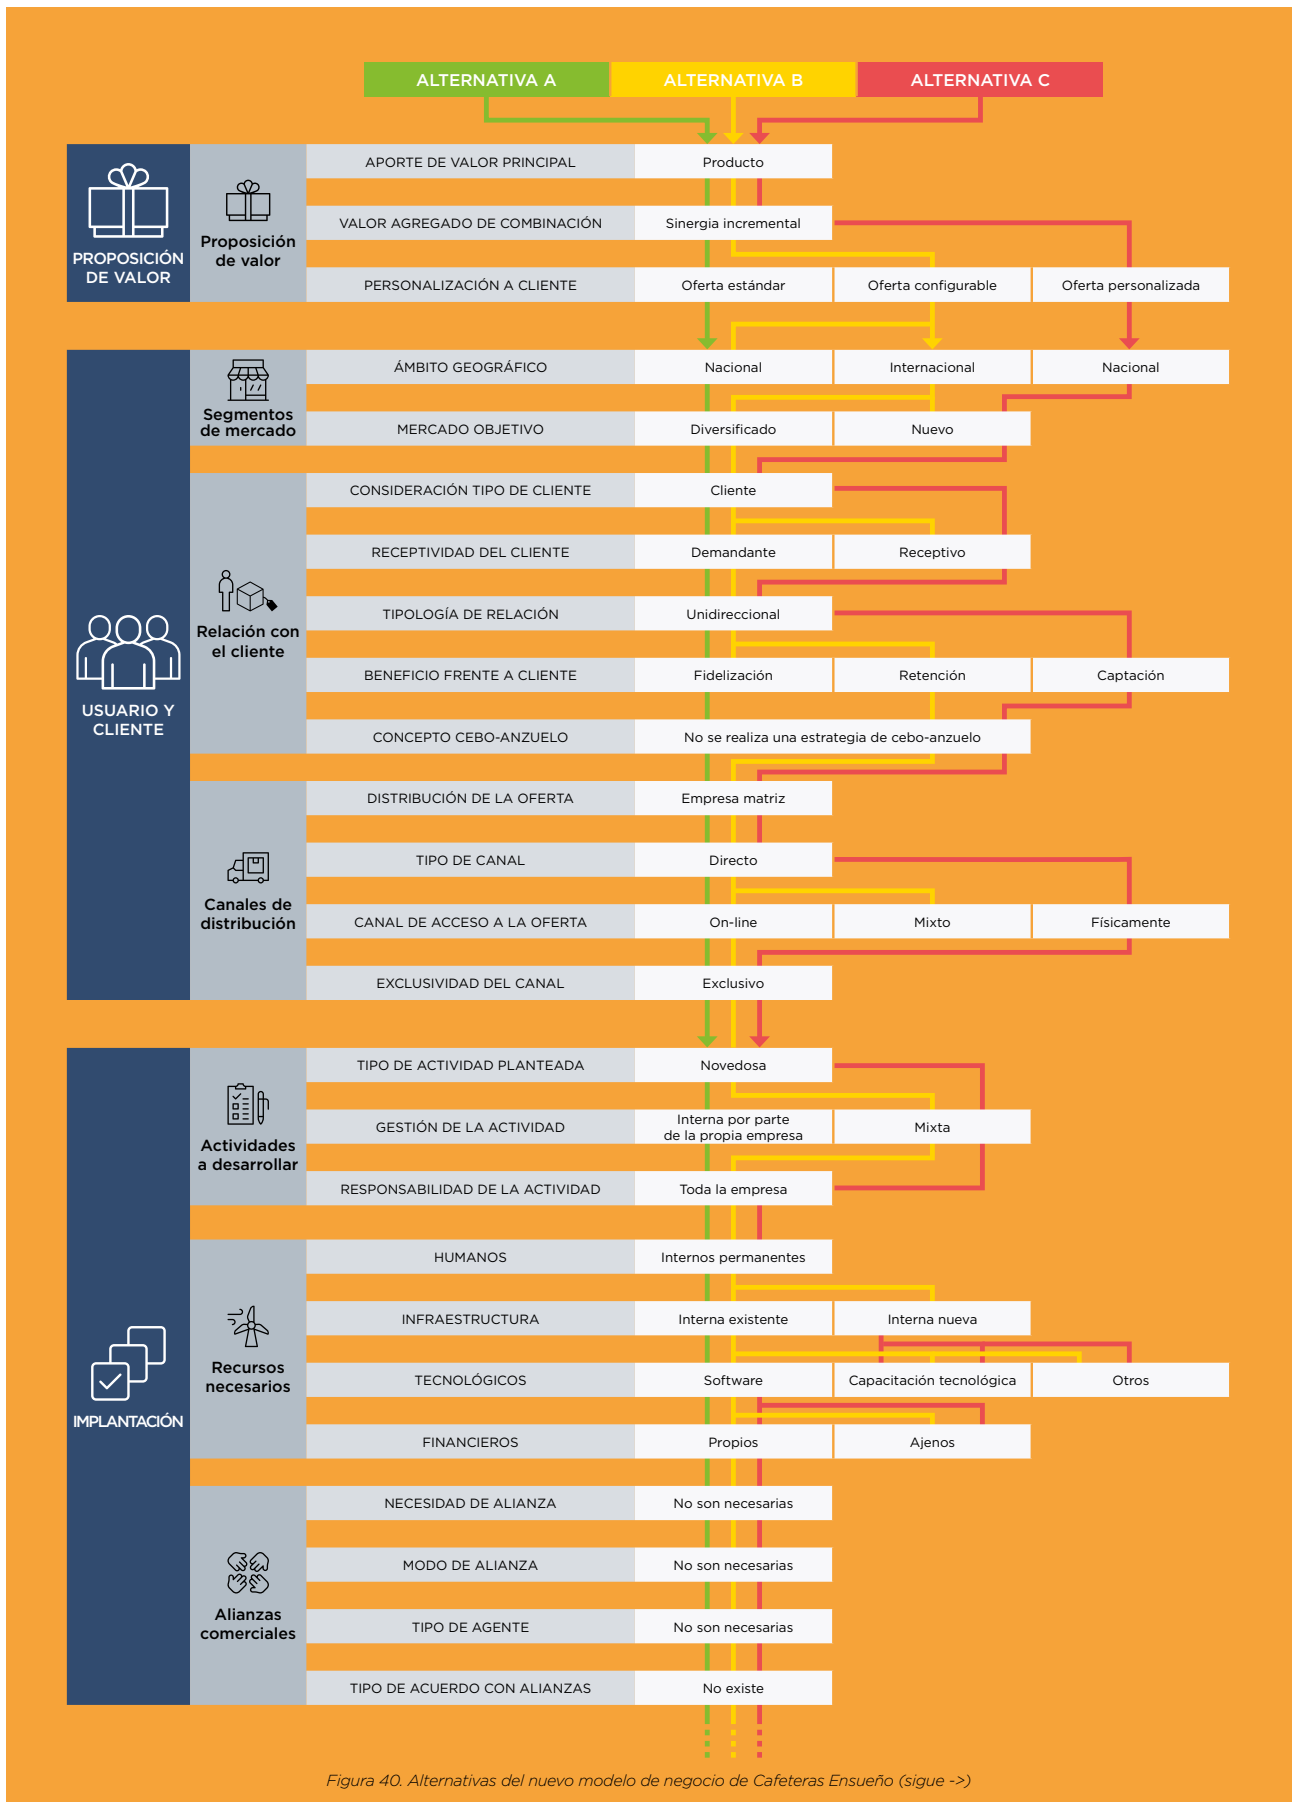 ALTERNATIVA A
ALTERNATIVA B
ALTERNATIVA C
PROPOSICIÓN
DE VALOR
Proposición
de valor
APORTE DE VALOR PRINCIPAL
Producto
VALOR AGREGADO DE COMBINACIÓN
Sinergia incremental
PERSONALIZACIÓN A CLIENTE
Oferta estándar
Oferta configurable
Oferta personalizada
USUARIO Y
CLIENTE
Segmentos
de mercado
ÁMBITO GEOGRÁFICO
Nacional
Internacional
Nacional
MERCADO OBJETIVO
Diversificado
Nuevo
Relación con
el cliente
CONSIDERACIÓN TIPO DE CLIENTE
Cliente
RECEPTIVIDAD DEL CLIENTE
Demandante
Receptivo
TIPOLOGÍA DE RELACIÓN
Unidireccional
BENEFICIO FRENTE A CLIENTE
Fidelización
Retención
Captación
CONCEPTO CEBO-ANZUELO
No se realiza una estrategia de cebo-anzuelo
Canales de
distribución
DISTRIBUCIÓN DE LA OFERTA
Empresa matriz
TIPO DE CANAL
Directo
CANAL DE ACCESO A LA OFERTA
On-line
Mixto
Físicamente
EXCLUSIVIDAD DEL CANAL
Exclusivo
IMPLANTACIÓN
Actividades
a desarrollar
TIPO DE ACTIVIDAD PLANTEADA
Novedosa
GESTIÓN DE LA ACTIVIDAD
Interna por parte
de la propia empresa
Mixta
RESPONSABILIDAD DE LA ACTIVIDAD
Toda la empresa
Recursos
necesarios
HUMANOS
Internos permanentes
INFRAESTRUCTURA
Interna existente
Interna nueva
TECNOLÓGICOS
Software
Capacitación tecnológica
Otros
FINANCIEROS
Propios
Ajenos
Alianzas
comerciales
NECESIDAD DE ALIANZA
No son necesarias
MODO DE ALIANZA
No son necesarias
TIPO DE AGENTE
No son necesarias
TIPO DE ACUERDO CON ALIANZAS
No existe
Figura 40. Alternativas del nuevo modelo de negocio de Cafeteras Ensueño (sigue ->)